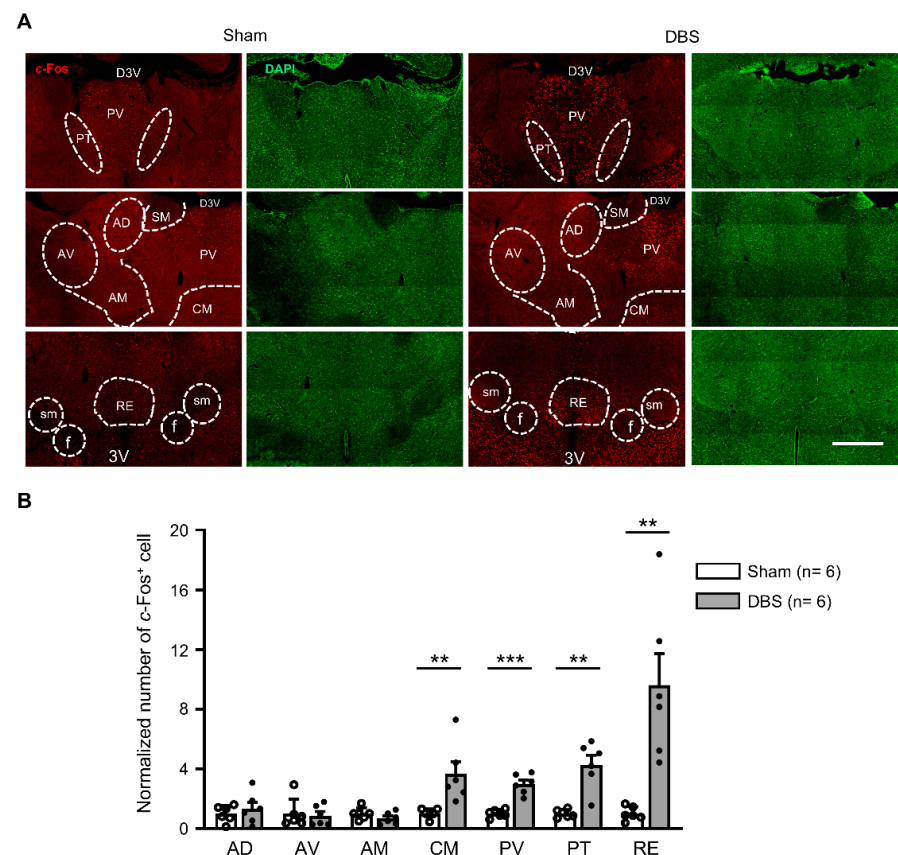 A
Sham
DBS
c-Fos
D3V
PV
PT
DAPI
D3V
PV
PT
AV
AD
SM
D3V
PV
AM
CM
AV
AD
SM
D3V
PV
AM
CM
sm
f
RE
f
sm
3V
sm
f
RE
f
sm
3V
B
Normalized number of c-Fos+ cell
20
16
12
8
4
0
**
***
**
**
Sham (n= 6)
DBS (n= 6)
AD AV AM CM PV PT RE